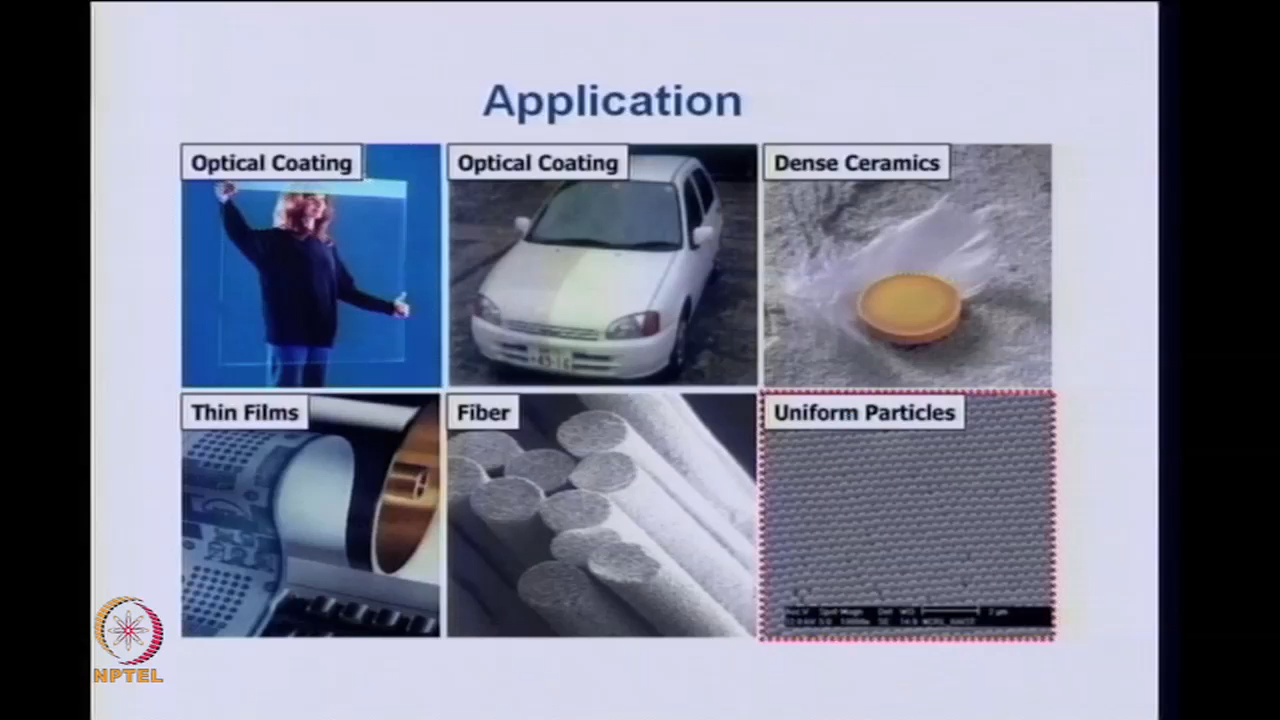 Application
Optical Coating
Optical Coating
Dense Ceramics
Thin Films
Fiber
Uniform Particles
NPTEL